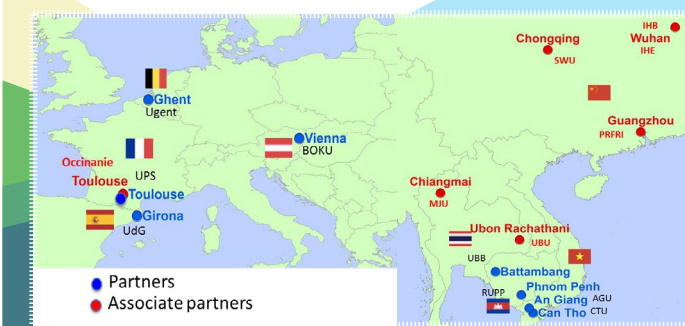 Ghent
Ugent
Vienna
BOKU
Occinanie
UPS
Toulouse
Toulouse
Girona
UdG
Partners
Associate partners
IHB
Chongqing
Wuhan
SWU
IHE
Guangzhou
PRFRI
Chiangmai
MJU
Ubon Rachathani
UBU
UBB
Battambang
Phnom Penh
RUPP
An Giang
AGU
Can Tho
CTU